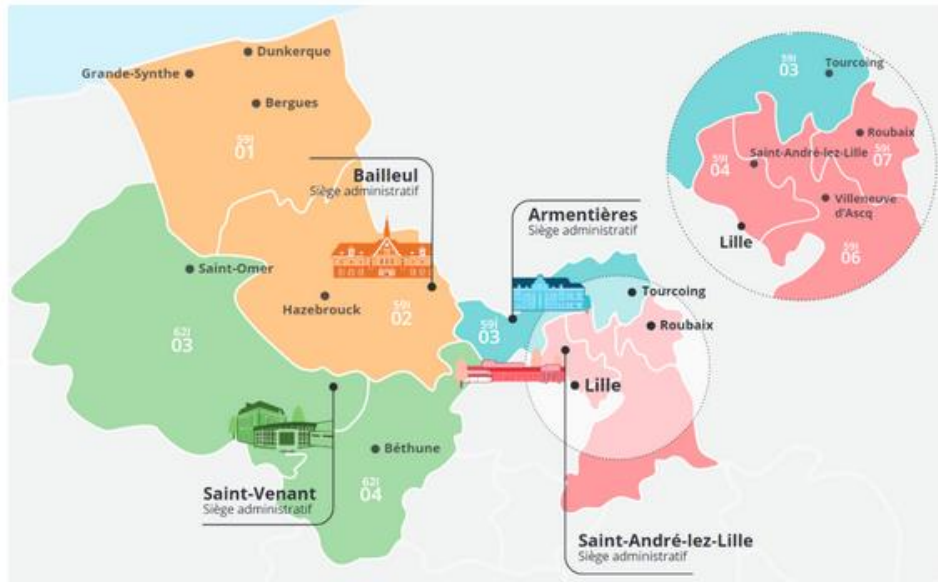 Dunkerque
Grande-Synthe
Bergues
59I
01
Bailleul
Siège administratif
Armentières
Siège administratif
Saint-Omer
Hazebrouck
59I
02
62I
03
59I
03
Tourcoing
Roubaix
Lille
Béthune
62I
04
Saint-Venant
Siège administratif
Saint-André-lez-Lille
Siège administratif
59I
03
Tourcoing
Roubaix
59I
04
Saint-André-lez-Lille
59I
07
Villeneuve
d'Ascq
Lille
59I
06